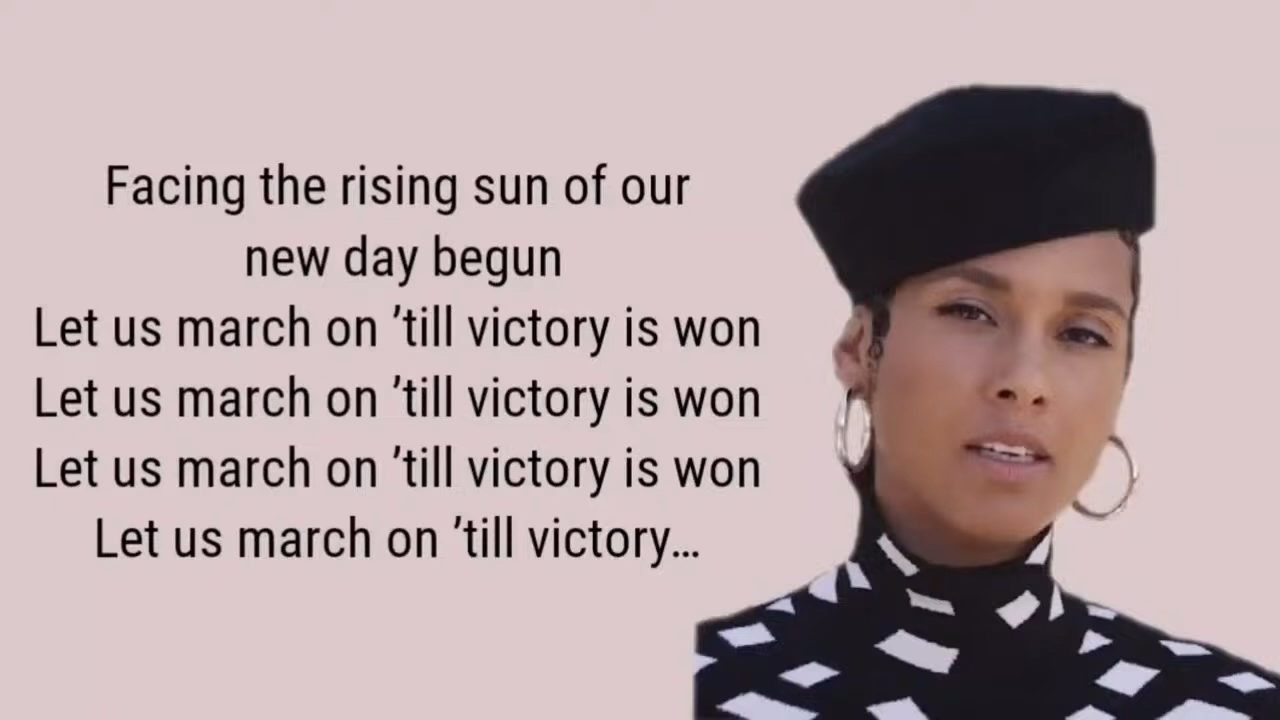 Facing the rising sun of our
new day begun
Let us march on ’till victory is won
Let us march on ’till victory is won
Let us march on ’till victory is won
Let us march on ’till victory...